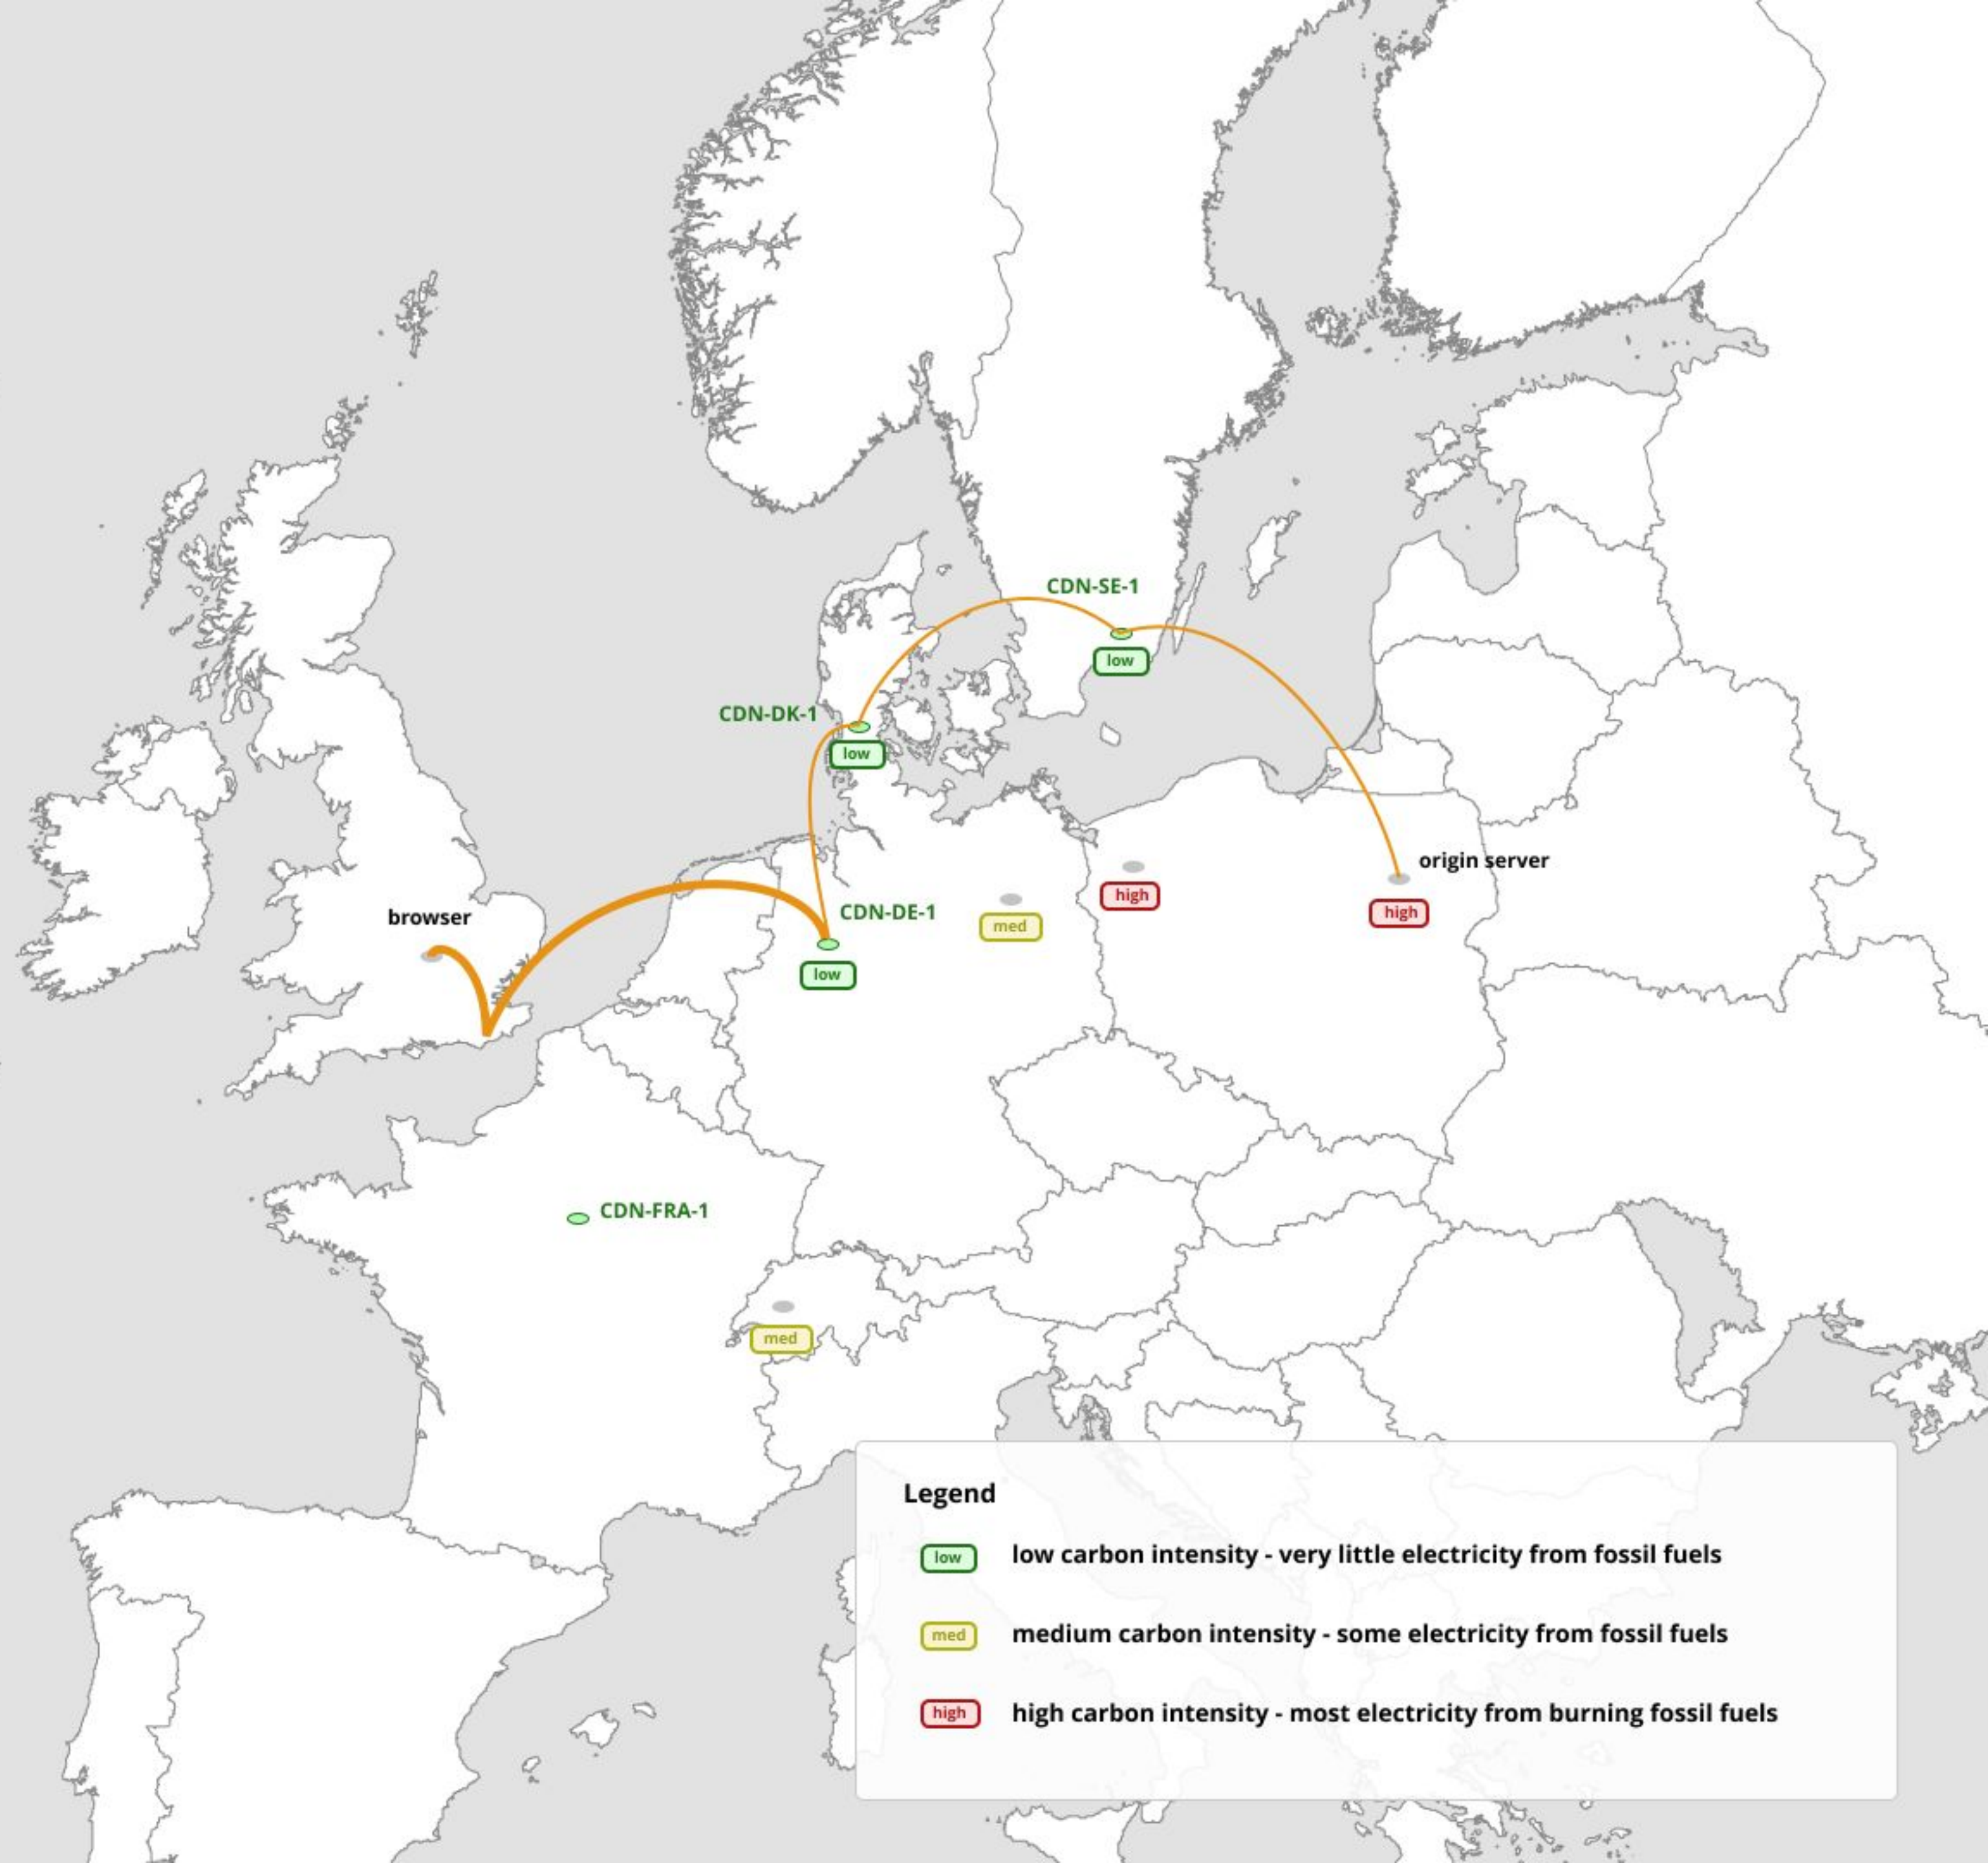 CDN-SE-1
low
CDN-DK-1
low
origin server
high
high
browser
CDN-DE-1
med
low
CDN-FRA-1
med
Legend
low low carbon intensity - very little electricity from fossil fuels
med medium carbon intensity - some electricity from fossil fuels
high high carbon intensity - most electricity from burning fossil fuels